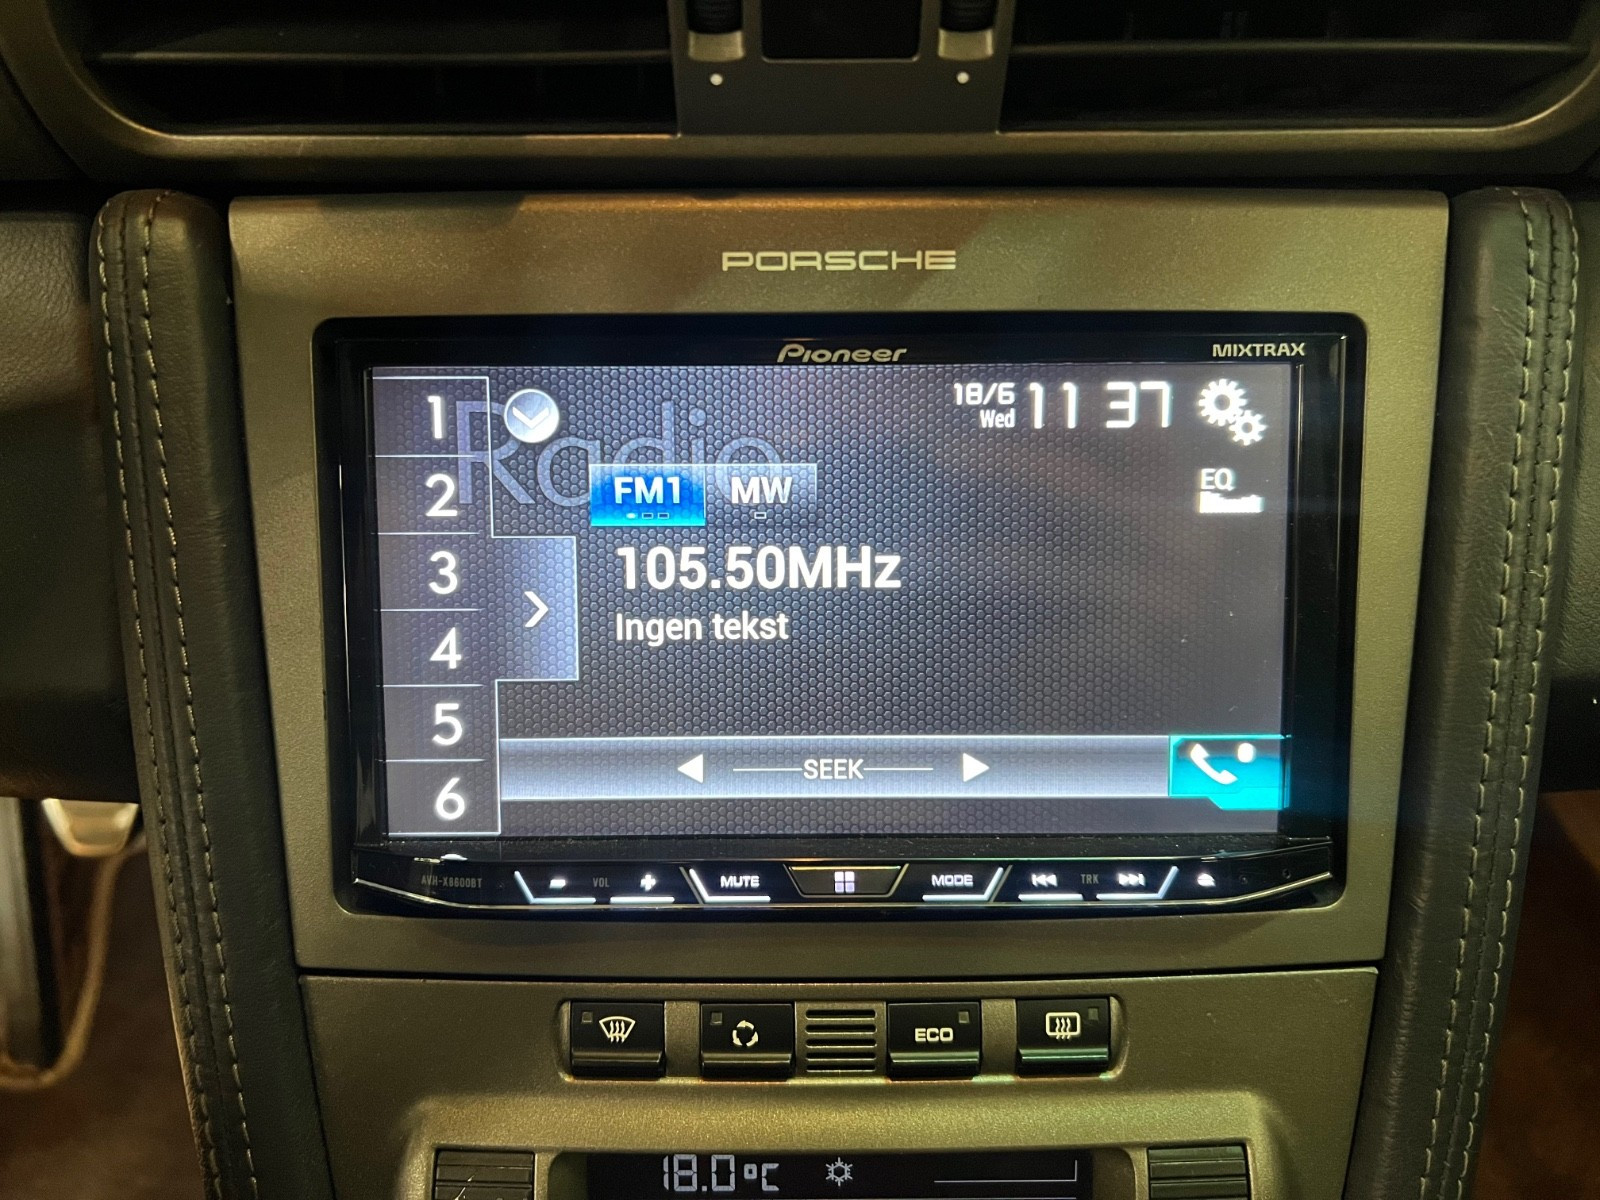 PORSCHE
Pioneer
MIXTRAX
Radio
18/6
Wed
11 37
EQ
FM1
MW
105.50MHz
Ingen tekst
1
2
3
4
5
6
SEEK
AVH-X8600BT
VOL
MUTE
MODE
TRK
ECO
18.0°C